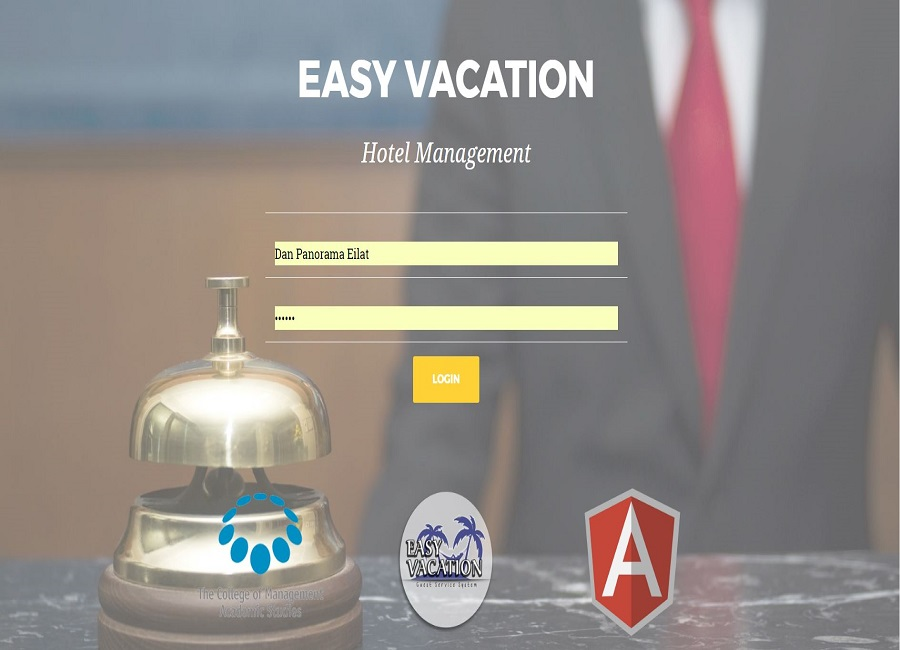 EASY VACATION
Hotel Management
Dan Panorama Eilat
••••••
LOGIN
The College of Management
Academic Studies
EASY
VACATION
Guest Service System
A